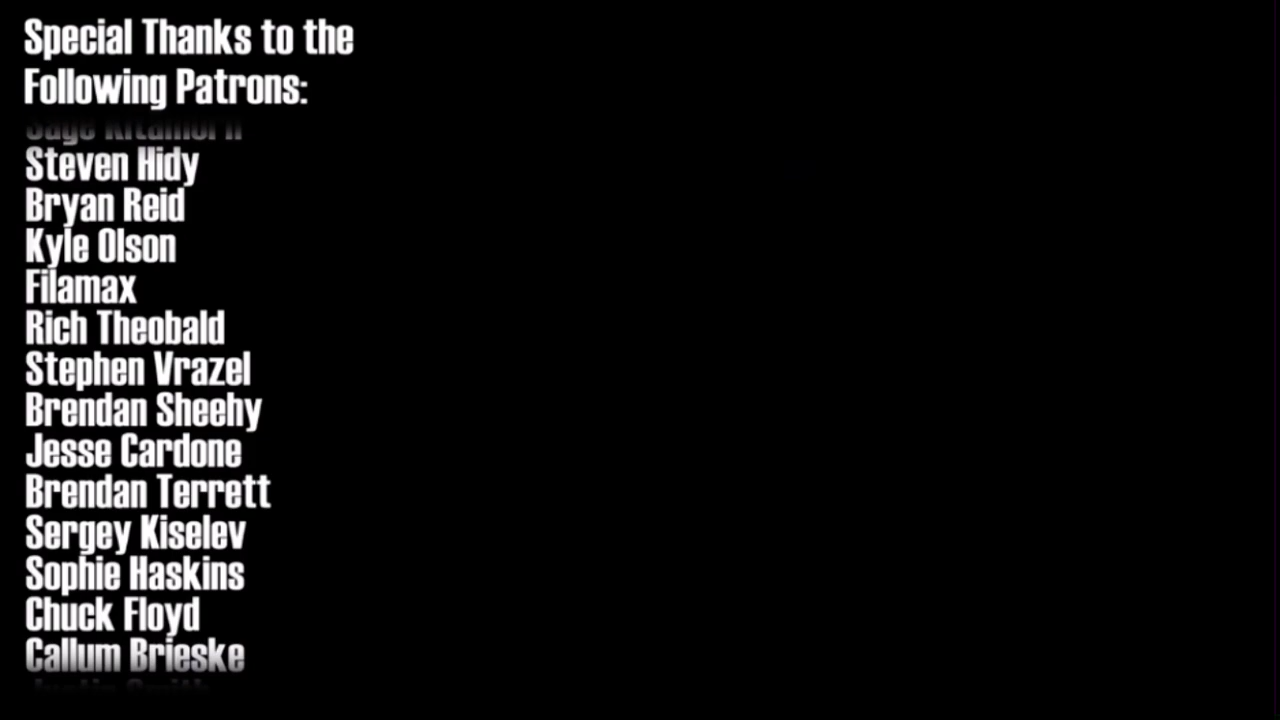 Special Thanks to the
Following Patrons:
Steven Hidy
Bryan Reid
Kyle Olson
Filamax
Rich Theobald
Stephen Vrazel
Brendan Sheehy
Jesse Cardone
Brendan Terrett
Sergey Kiselev
Sophie Haskins
Chuck Floyd
Callum Brieske